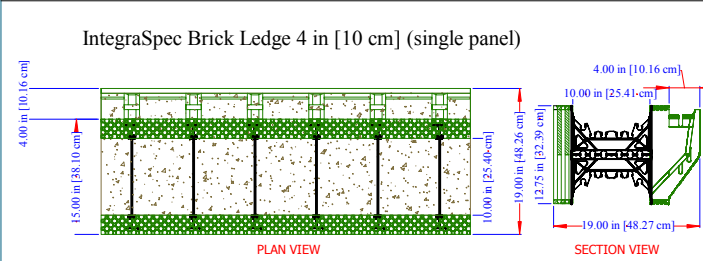 IntegraSpec Brick Ledge 4 in [10 cm] (single panel)
4.00 in [10.16 cm]
15.00 in [38.10 cm]
10.00 in [25.40 cm]
19.00 in [48.26 cm]
PLAN VIEW
4.00 in [10.16 cm]
10.00 in [25.41 cm]
12.75 in [32.39 cm]
19.00 in [48.27 cm]
SECTION VIEW